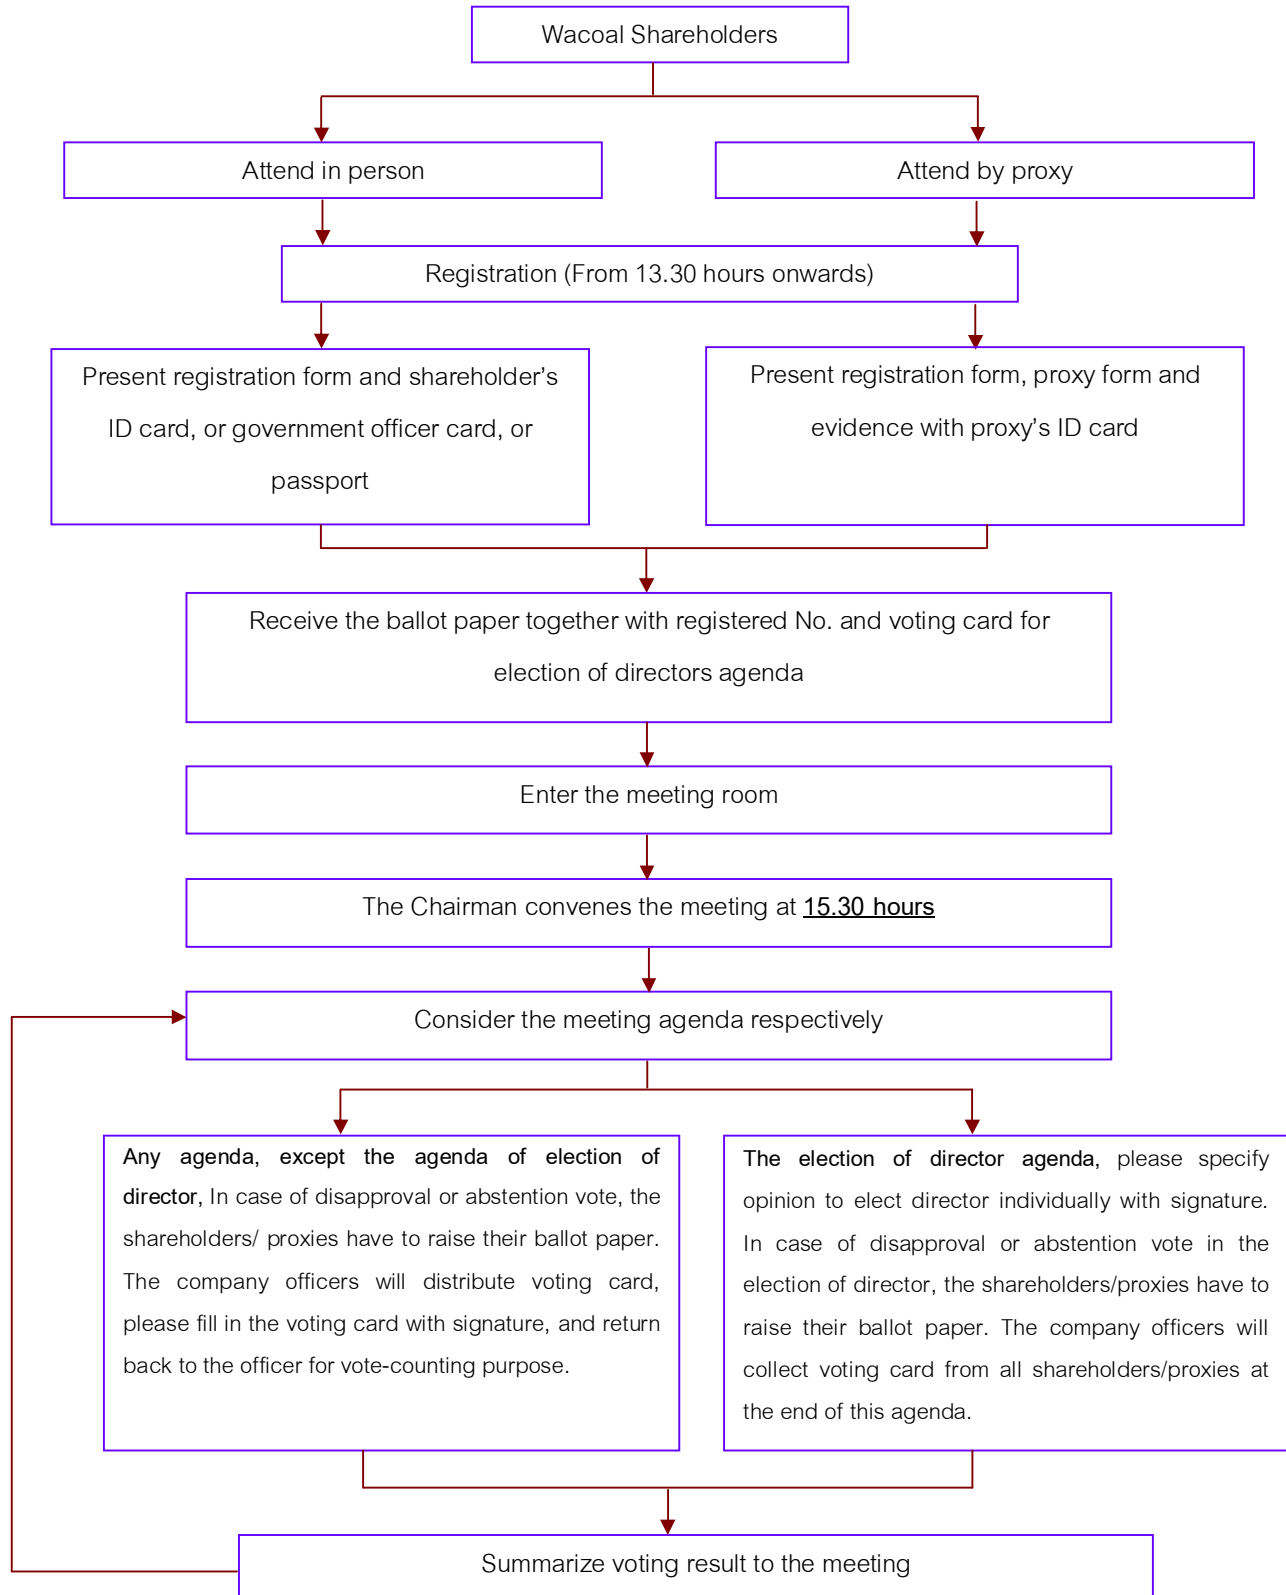 Wacoal Shareholders
Attend in person
Attend by proxy
Registration (From 13.30 hours onwards)
Present registration form and shareholder's
ID card, or government officer card, or
passport
Present registration form, proxy form and
evidence with proxy's ID card
Receive the ballot paper together with registered No. and voting card for
election of directors agenda
Enter the meeting room
The Chairman convenes the meeting at 15.30 hours
Consider the meeting agenda respectively
Any agenda, except the agenda of election of
director, In case of disapproval or abstention vote, the
shareholders/ proxies have to raise their ballot paper.
The company officers will distribute voting card,
please fill in the voting card with signature, and return
back to the officer for vote-counting purpose.
The election of director agenda, please specify
opinion to elect director individually with signature.
In case of disapproval or abstention vote in the
election of director, the shareholders/proxies have to
raise their ballot paper. The company officers will
collect voting card from all shareholders/proxies at
the end of this agenda.
Summarize voting result to the meeting